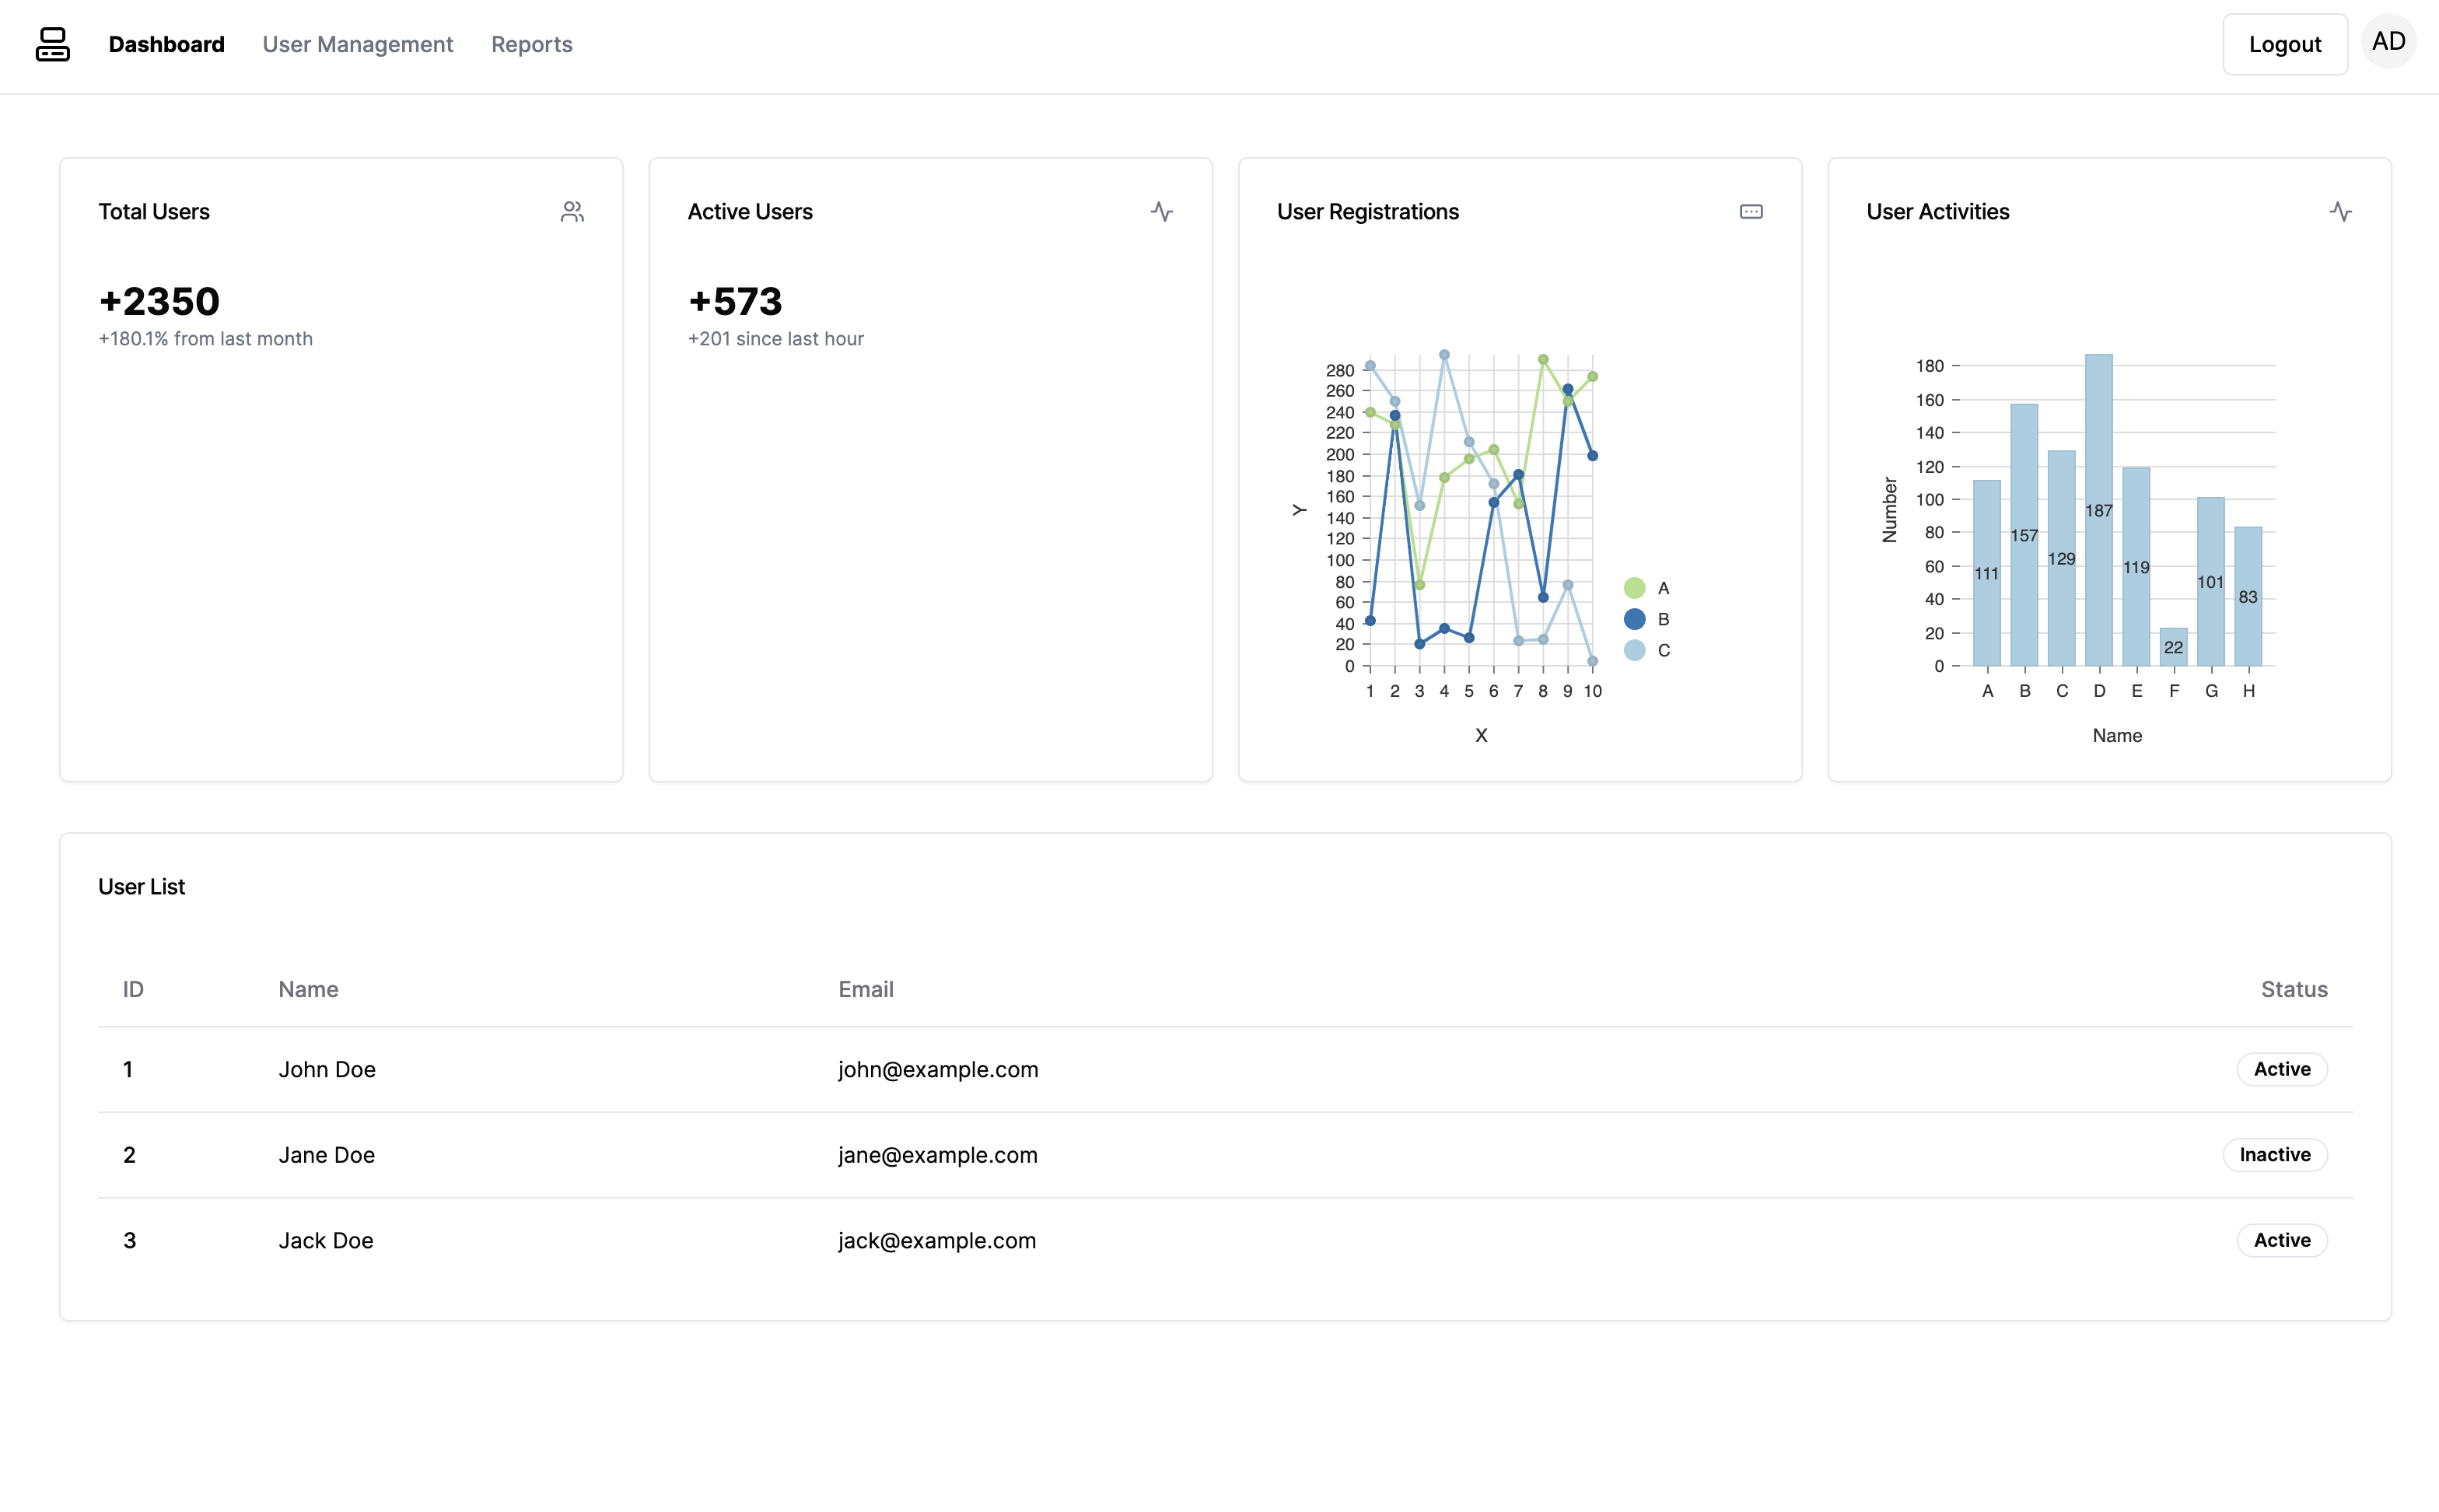 Dashboard User Management Reports Logout AD
Total Users
+2350
+180.1% from last month
Active Users
+573
+201 since last hour
User Registrations
280
260
240
220
200
180
160
140
120
100
80
60
40
20
0
Y
1 2 3 4 5 6 7 8 9 10
X
A
B
C
User Activities
180
160
140
120
100
80
60
40
20
0
Number
111 157 129 187 119 22 101 83
A B C D E F G H
Name
User List
ID Name Email Status
1 John Doe john@example.com Active
2 Jane Doe jane@example.com Inactive
3 Jack Doe jack@example.com Active